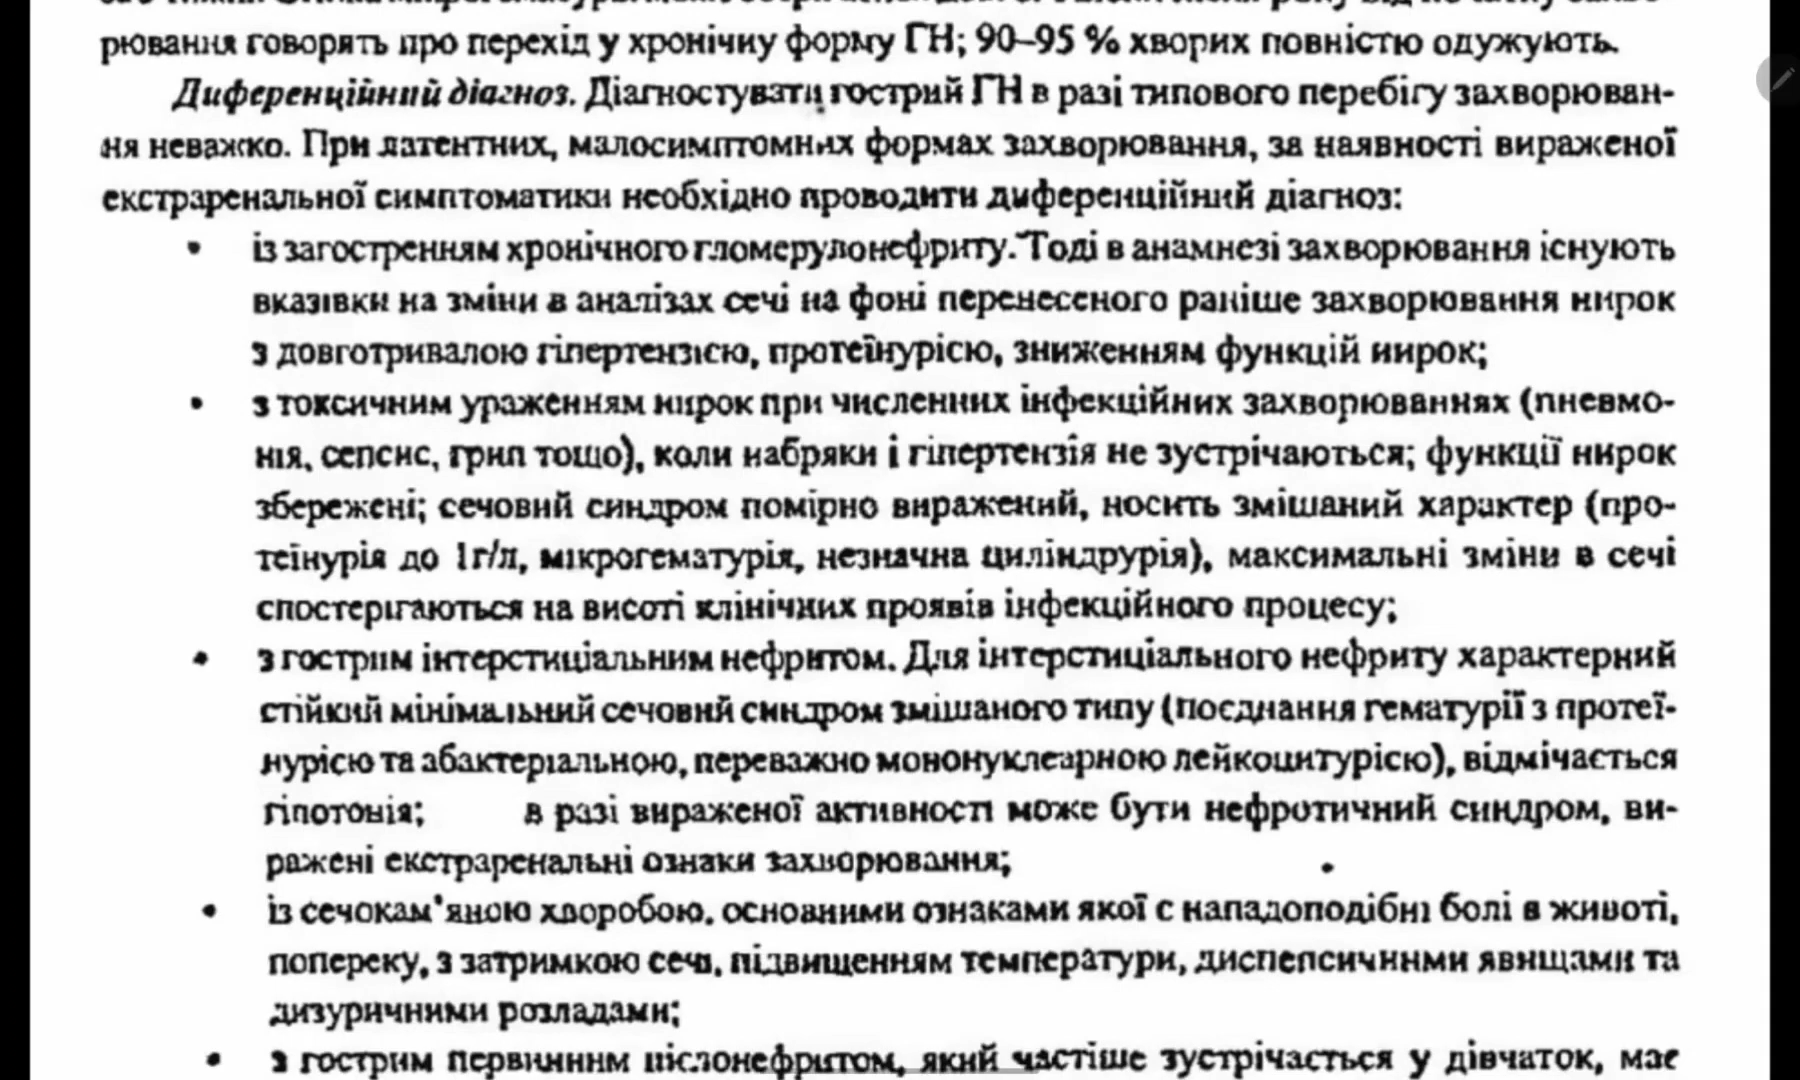 рювання говорять про перехід у хронічну форму ГН; 90–95 % хворих повністю одужують.
Диференційний діагноз. Діагностувати гострий ГН в разі типового перебігу захворюван-
ня неважко. При латентних, малосимптомних формах захворювання, за наявності вираженої
екстраренальної симптоматики необхідно проводити диференційний діагноз:
• із загостренням хронічного гломерулонефриту. Тоді в анамнезі захворювання існують
вказівки на зміни в аналізах сечі на фоні перенесеного раніше захворювання нирок
з довготривалою гіпертензією, протеїнурією, зниженням функцій нирок;
• з токсичним ураженням нирок при численних інфекційних захворюваннях (пневмо-
нія, сепсис, грип тощо), коли набряки і гіпертензія не зустрічаються; функції нирок
збережені; сечовий синдром помірно виражений, носить змішаний характер (про-
теінурія до 1г/л, мікрогематурія, незначна циліндрурія), максимальні зміни в сечі
спостерігаються на висоті клінічних проявів інфекційного процесу;
• з гострим інтерстиціальним нефритом. Для інтерстиціального нефриту характерний
стійкий мінімальний сечовий синдром змішаного типу (поєднання гематурії з протеї-
нурією та абактеріальною, переважно мононуклеарною лейкоцитурією), відмічається
гіпотонія; в разі вираженої активності може бути нефротичний синдром, ви-
ражені екстраренальні ознаки захворювання;
• із сечокам'яною хворобою, основними ознаками якої є нападоподібні болі в животі,
попереку, з затримкою сечі, підвищенням температури, диспепсичними явищами та
дизуричними розладами;
• з гострим первинним пієлонефритом, який частіше зустрічається у дівчаток, має